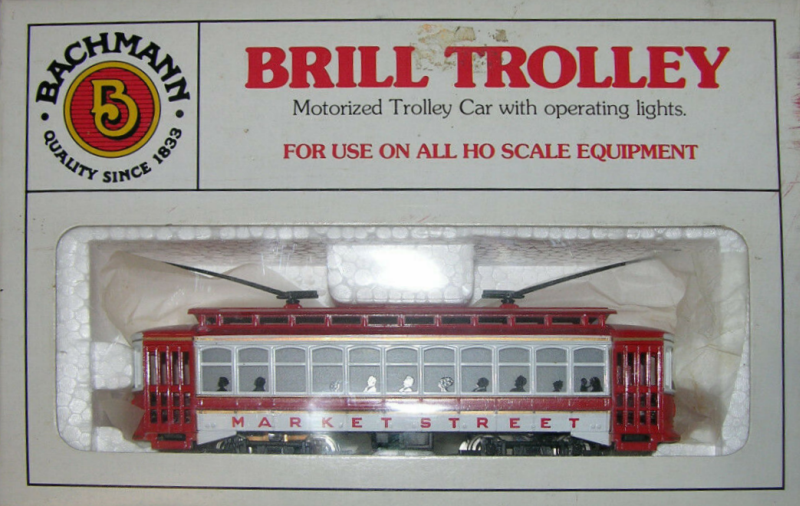 BACHMANN
B
QUALITY SINCE 1833
BRILL TROLLEY
Motorized Trolley Car with operating lights.
FOR USE ON ALL HO SCALE EQUIPMENT
MARKET STREET